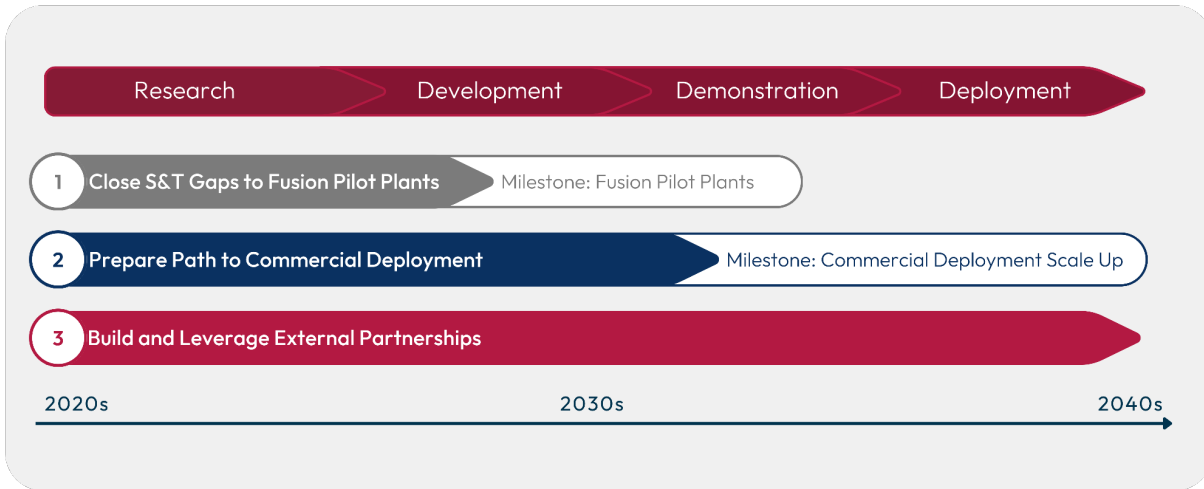 Research Development Demonstration Deployment
1 Close S&T Gaps to Fusion Pilot Plants Milestone: Fusion Pilot Plants
2 Prepare Path to Commercial Deployment Milestone: Commercial Deployment Scale Up
3 Build and Leverage External Partnerships
2020s 2030s 2040s